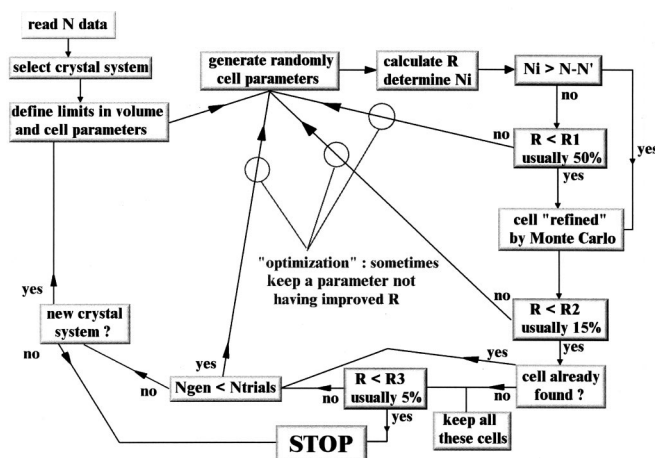 read N data
select crystal system
define limits in volume
and cell parameters
generate randomly
cell parameters
calculate R
determine Ni
Ni > N-N'
no
yes
R < R1
usually 50%
no
yes
cell "refined"
by Monte Carlo
"optimization" : sometimes
keep a parameter not
having improved R
R < R2
usually 15%
no
yes
cell already
found ?
yes
no
keep all
these cells
R < R3
usually 5%
no
yes
Ngen < Ntrials
yes
no
new crystal
system ?
yes
no
STOP